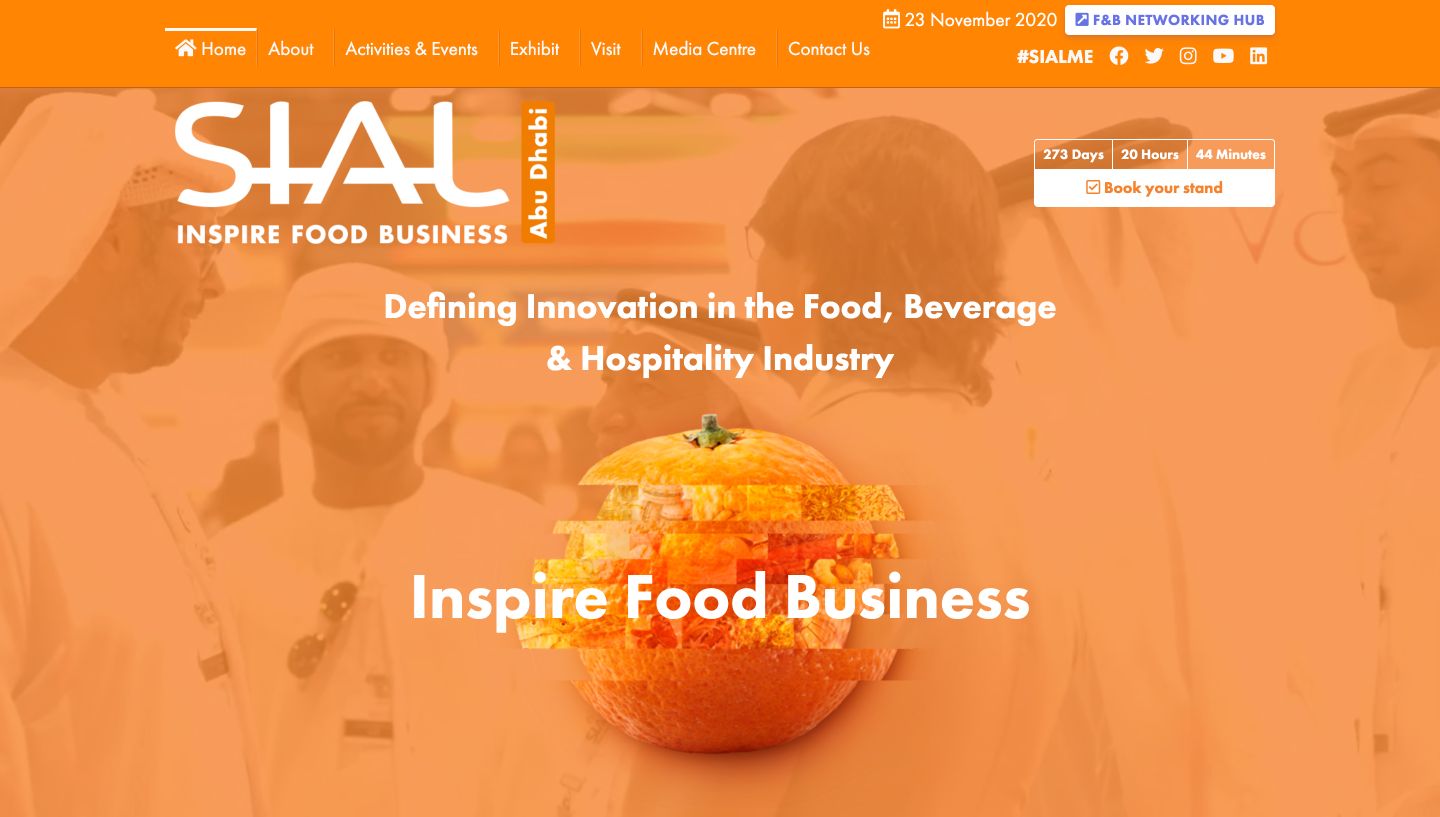 23 November 2020
F&B NETWORKING HUB
Home
About
Activities & Events
Exhibit
Visit
Media Centre
Contact Us
#SIALME
SIAL
Abu Dhabi
INSPIRE FOOD BUSINESS
273 Days
20 Hours
44 Minutes
Book your stand
Defining Innovation in the Food, Beverage
& Hospitality Industry
Inspire Food Business